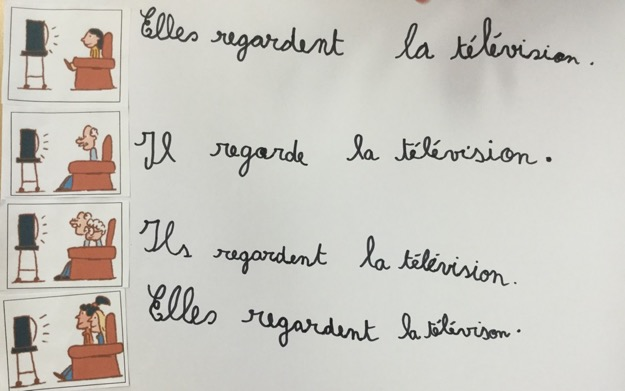 Elles regardent la télévision.
Il regarde la télévision.
Ils regardent la télévision.
Elles regardent la télévison.